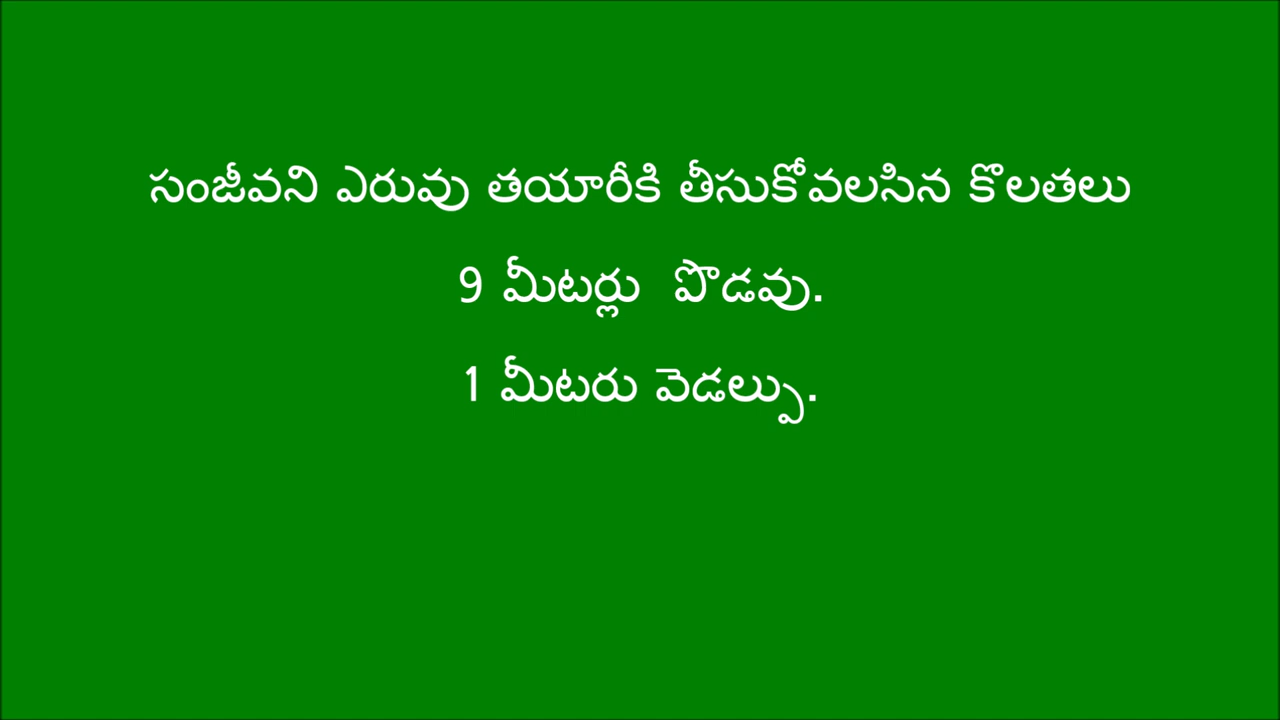 సంజీవని ఎరువు తయారీకి తీసుకోవలసిన కొలతలు
9 మీటర్లు  పొడవు.
1 మీటరు వెడల్పు.